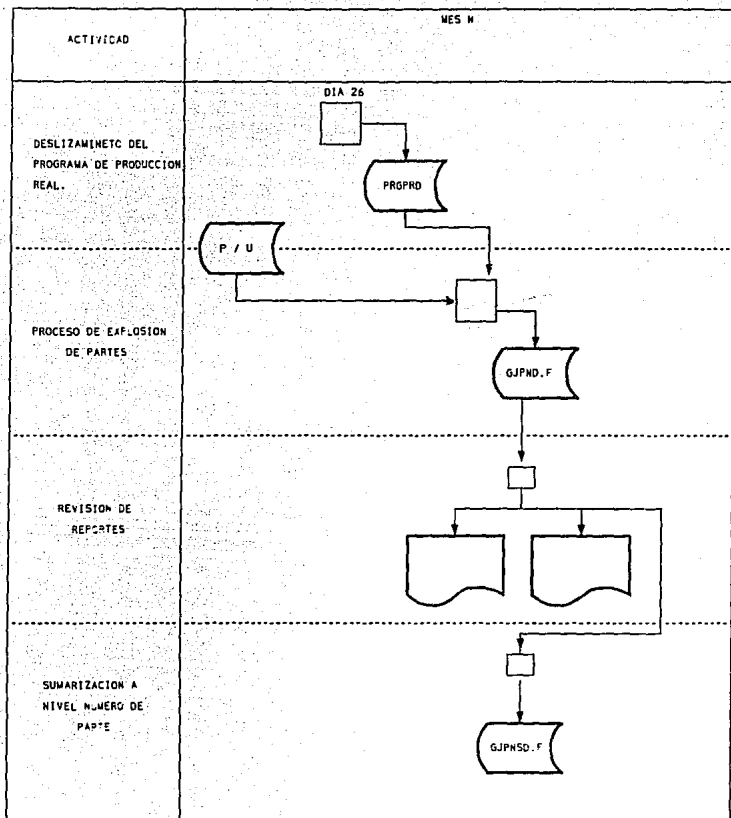 ACTIVIDAD
MES N
DIA 26
DESLIZAMINETC DEL
PROGRAMA DE PRODUCCION
REAL.
PRGPRD
P / U
PROCESO DE EXPLOSION
DE PARTES
GJPND.F
REVISION DE
REPORTES
SUMARIZACION A
NIVEL NUMERO DE
PARTE
GJPNSD.F